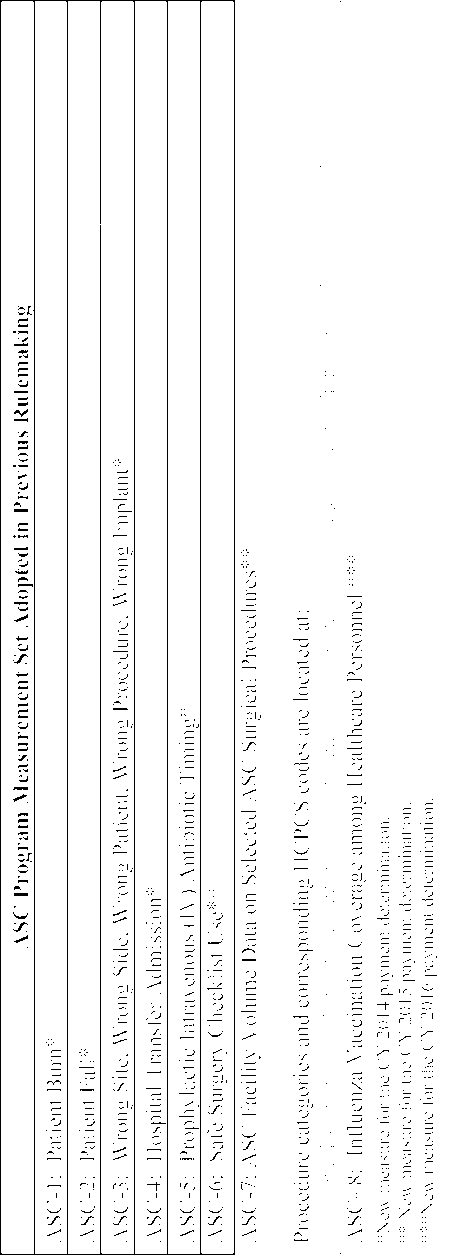 ASC Program Measurement Set Adopted in Previous Rulemaking
ASC-1: Patient Burn*
ASC-2: Patient Fall*
ASC-3: Wrong Site, Wrong Side, Wrong Patient, Wrong Procedure, Wrong Implant*
ASC-4: Hospital Transfer/Admission*
ASC-5: Prophylactic Intravenous (IV) Antibiotic Timing*
ASC-6: Safe Surgery Checklist Use**
ASC-7: ASC Facility Volume Data on Selected ASC Surgical Procedures**
Procedure categories and corresponding HCPCS codes are located at:
ASC-8: Influenza Vaccination Coverage among Healthcare Personnel ***
*New measure for the CY 2014 payment determination.
**New measure for the CY 2015 payment determination.
***New measure for the CY 2016 payment determination.